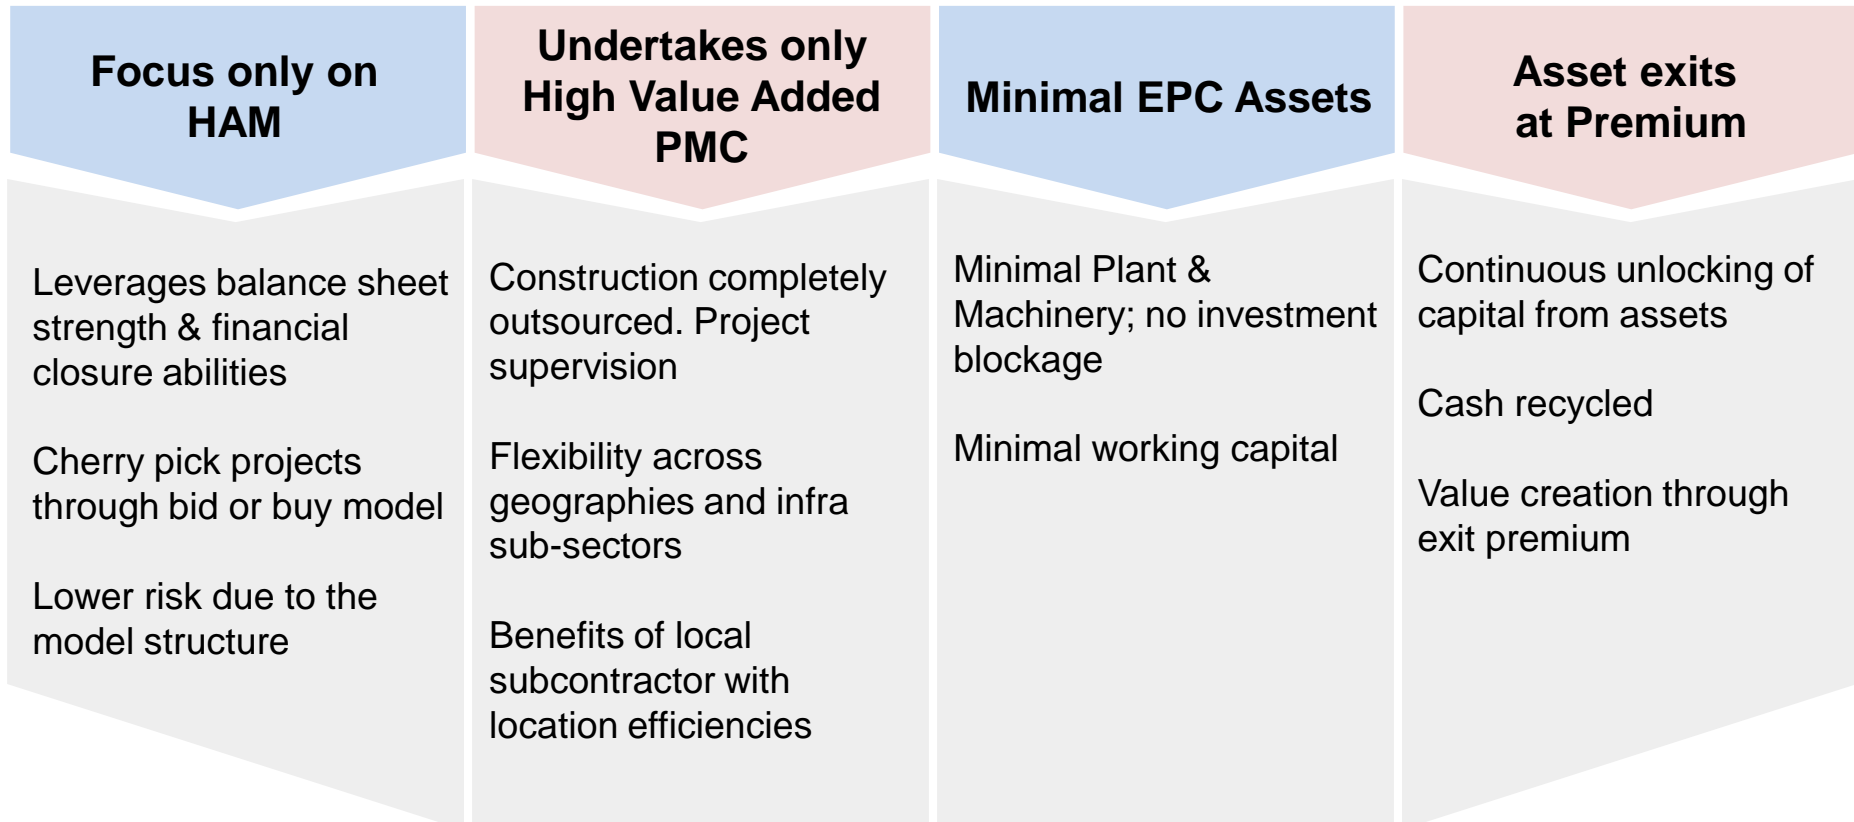 Focus only on
HAM
Leverages balance sheet
strength & financial
closure abilities
Cherry pick projects
through bid or buy model
Lower risk due to the
model structure
Undertakes only
High Value Added
PMC
Construction completely
outsourced. Project
supervision
Flexibility across
geographies and infra
sub-sectors
Benefits of local
subcontractor with
location efficiencies
Minimal EPC Assets
Minimal Plant &
Machinery; no investment
blockage
Minimal working capital
Asset exits
at Premium
Continuous unlocking of
capital from assets
Cash recycled
Value creation through
exit premium